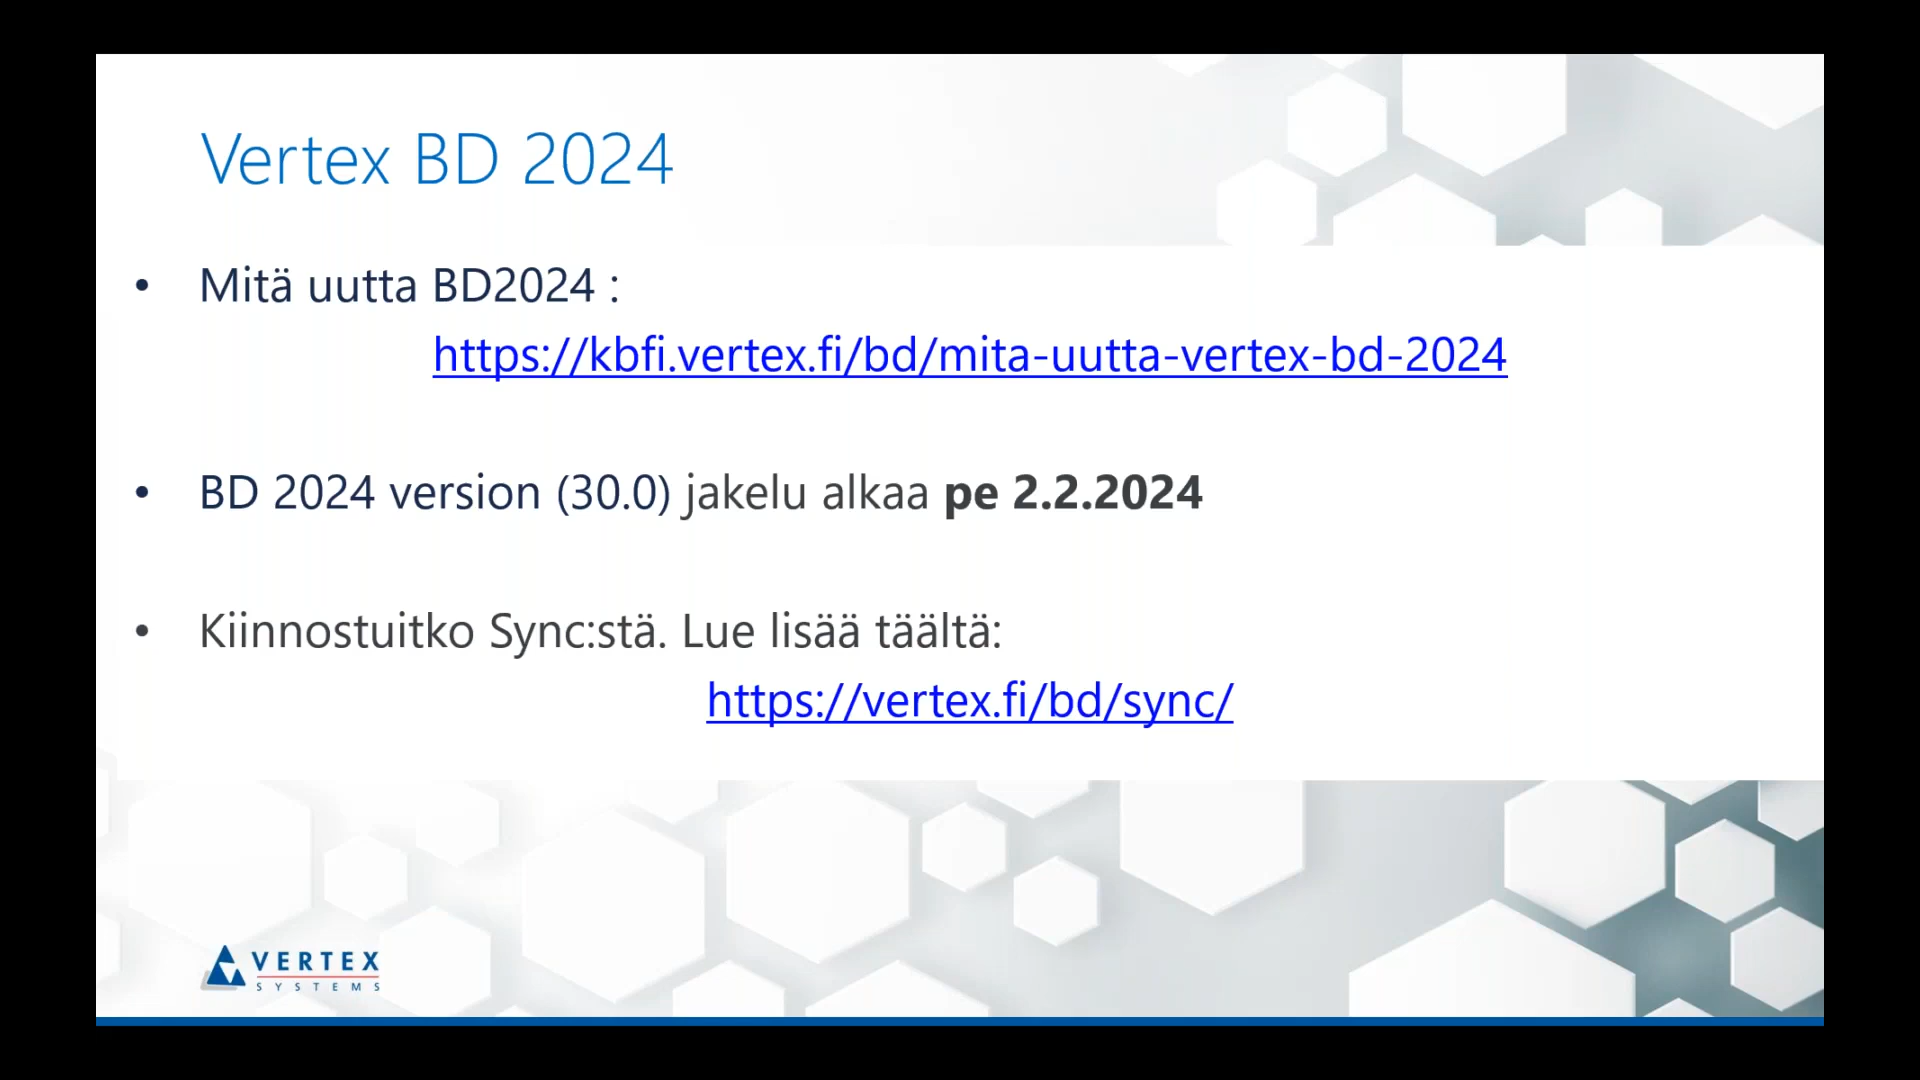 Vertex BD 2024
• Mitä uutta BD2024 :
https://kbfi.vertex.fi/bd/mita-uutta-vertex-bd-2024
• BD 2024 version (30.0) jakelu alkaa pe 2.2.2024
• Kiinnostuitko Sync:stä. Lue lisää täältä:
https://vertex.fi/bd/sync/
VERTEX
SYSTEMS